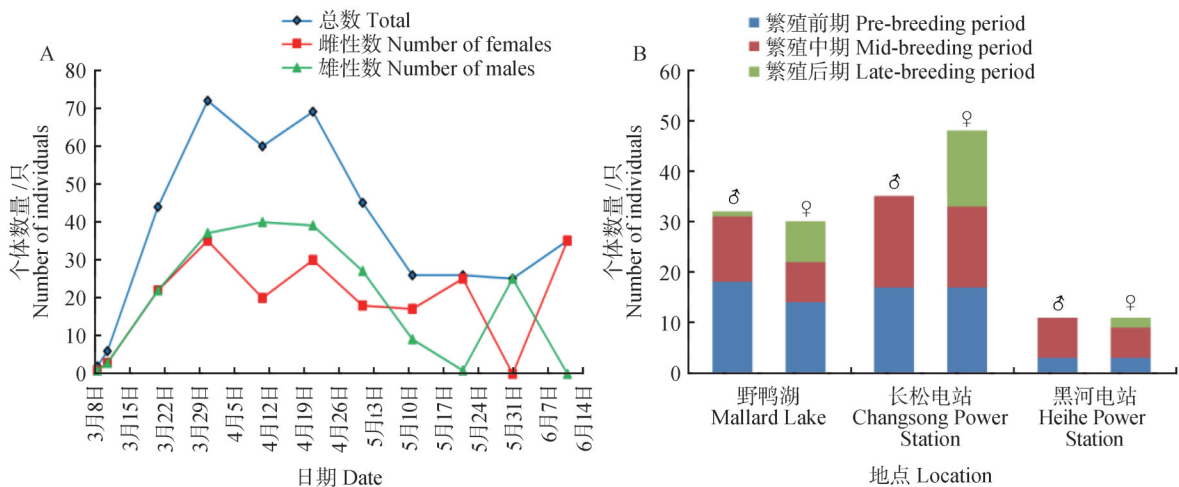 A
总数 Total
雌性数 Number of females
雄性数 Number of males
个体数量/只
Number of individuals
80
70
60
50
40
30
20
10
0
3月8日
3月15日
3月22日
3月29日
4月5日
4月12日
4月19日
4月26日
5月13日
5月10日
5月17日
5月24日
5月31日
6月7日
6月14日
日期 Date
B
繁殖前期 Pre-breeding period
繁殖中期 Mid-breeding period
繁殖后期 Late-breeding period
个体数量/只
Number of individuals
60
50
40
30
20
10
0
♂
♀
♂
♀
♂
♀
野鸭湖
Mallard Lake
长松电站
Changsong Power
Station
黑河电站
Heihe Power
Station
地点 Location